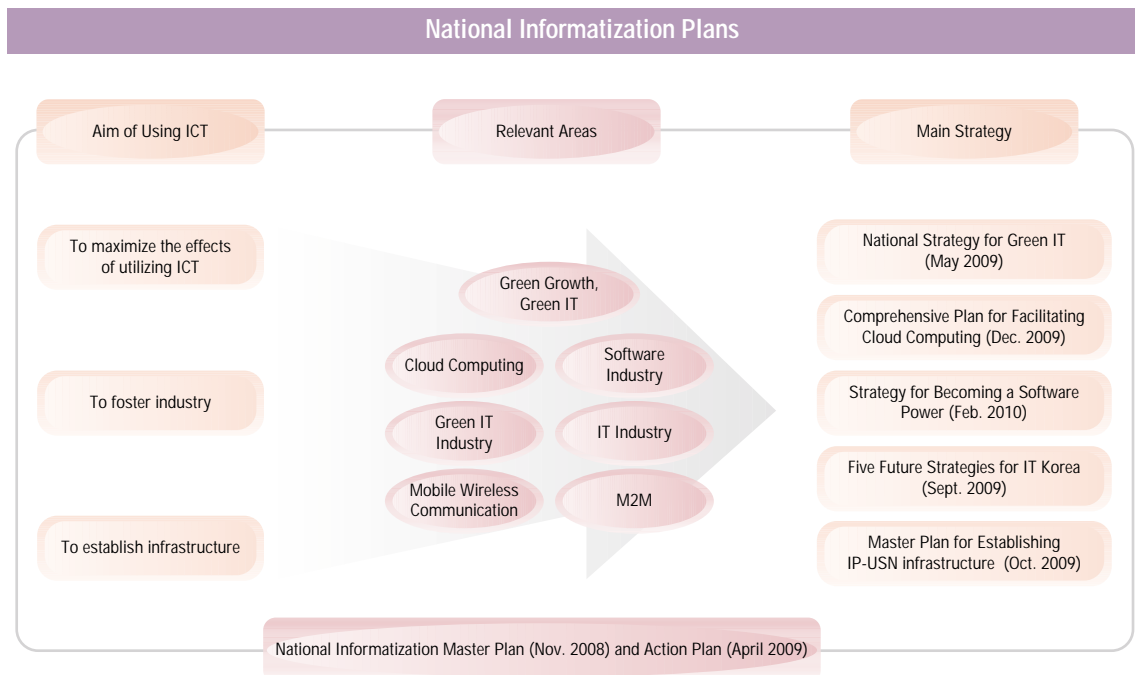 National Informatization Plans
Aim of Using ICT
Relevant Areas
Main Strategy
To maximize the effects
of utilizing ICT
To foster industry
To establish infrastructure
Green Growth,
Green IT
Cloud Computing
Software
Industry
Green IT
Industry
IT Industry
Mobile Wireless
Communication
M2M
National Strategy for Green IT
(May 2009)
Comprehensive Plan for Facilitating
Cloud Computing (Dec. 2009)
Strategy for Becoming a Software
Power (Feb. 2010)
Five Future Strategies for IT Korea
(Sept. 2009)
Master Plan for Establishing
IP-USN infrastructure (Oct. 2009)
National Informatization Master Plan (Nov. 2008) and Action Plan (April 2009)